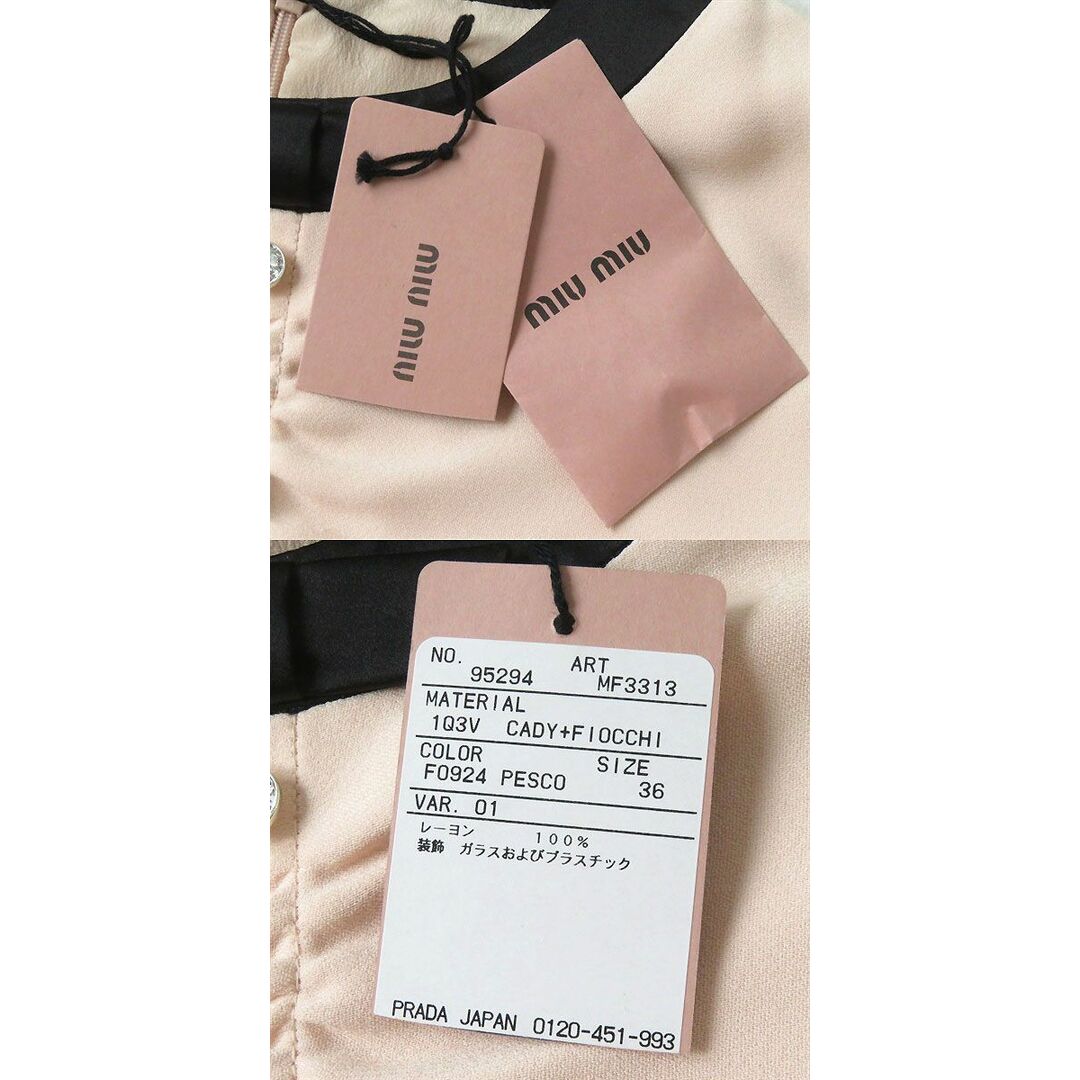 MIU MIU
MIU MIU
NO. ART
95294 MF3313
MATERIAL
1Q3V CADY+FIOCCHI
COLOR SIZE
F0924 PESCO 36
VAR. 01
レーヨン 100%
装飾 ガラスおよびプラスチック
PRADA JAPAN 0120-451-993